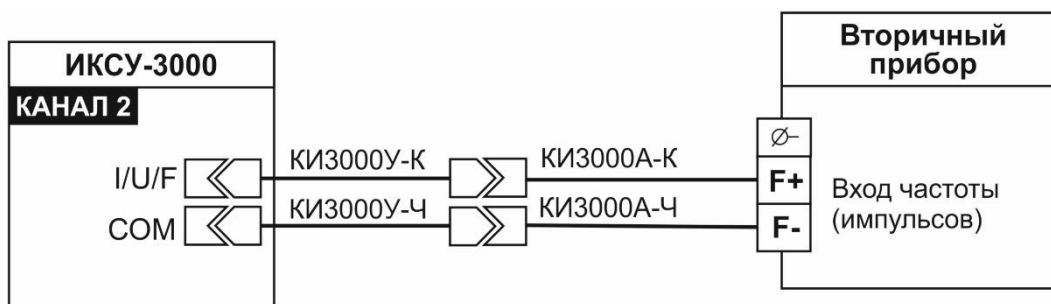 ИКСУ-3000
КАНАЛ 2
I/U/F
COM
КИ3000У-К
КИ3000У-Ч
КИ3000А-К
КИ3000А-Ч
Вторичный
прибор
F+
F-
Вход частоты
(импульсов)